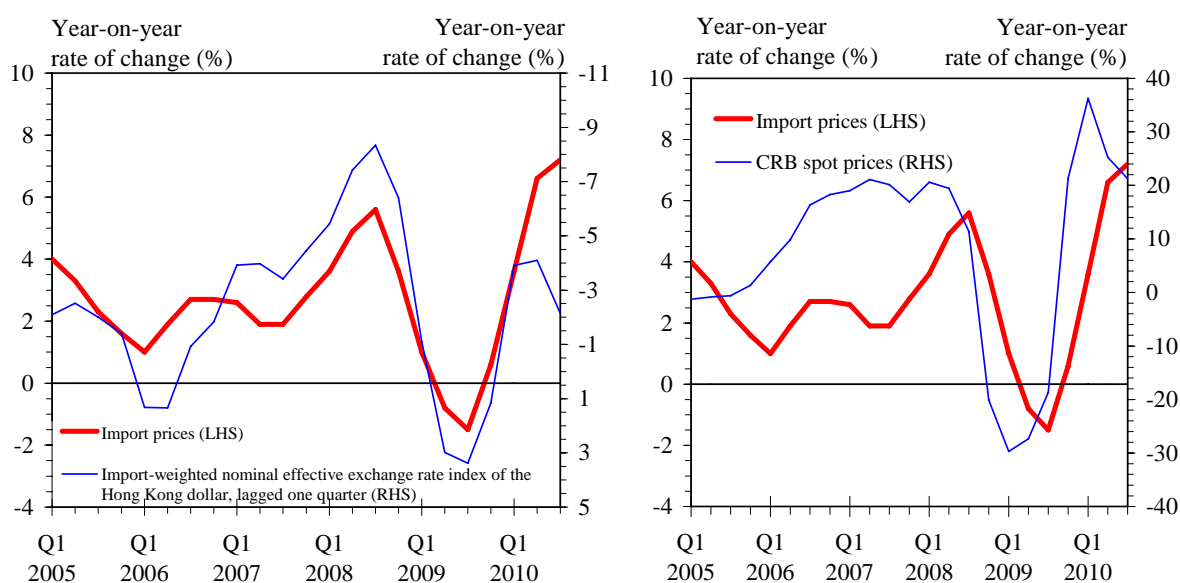 Year-on-year
rate of change (%)
Year-on-year
rate of change (%)
10
8
6
4
2
0
-2
-4
-11
-9
-7
-5
-3
-1
1
3
5
Import prices (LHS)
Import-weighted nominal effective exchange rate index of the
Hong Kong dollar, lagged one quarter (RHS)
Q1 Q1 Q1 Q1 Q1 Q1
2005 2006 2007 2008 2009 2010
Year-on-year
rate of change (%)
Year-on-year
rate of change (%)
10
8
6
4
2
0
-2
-4
40
30
20
10
0
-10
-20
-30
-40
Import prices (LHS)
CRB spot prices (RHS)
Q1 Q1 Q1 Q1 Q1 Q1
2005 2006 2007 2008 2009 2010